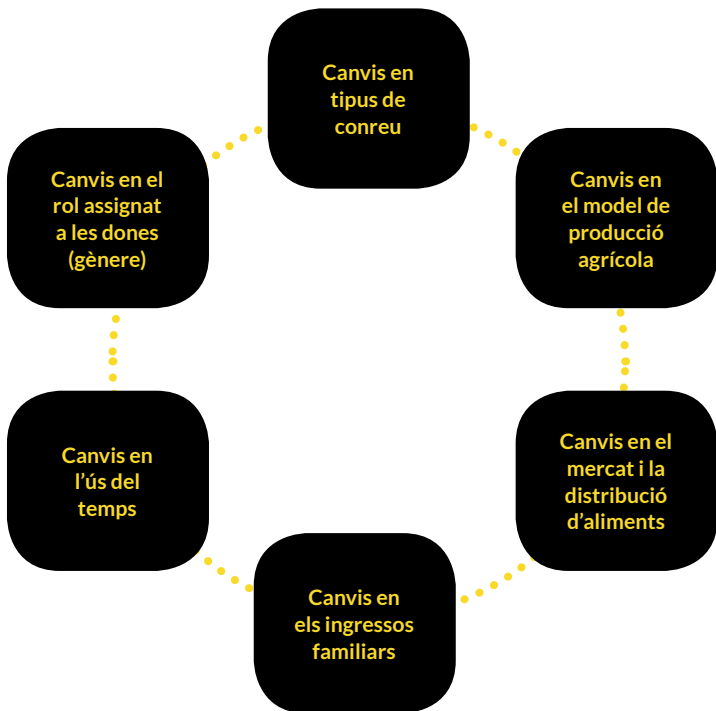 Canvis en
tipus de
conreu
Canvis en
el model de
producció
agrícola
Canvis en el
mercat i la
distribució
d’aliments
Canvis en
els ingressos
familiars
Canvis en
l’ús del
temps
Canvis en el
rol assignat
a les dones
(gènere)